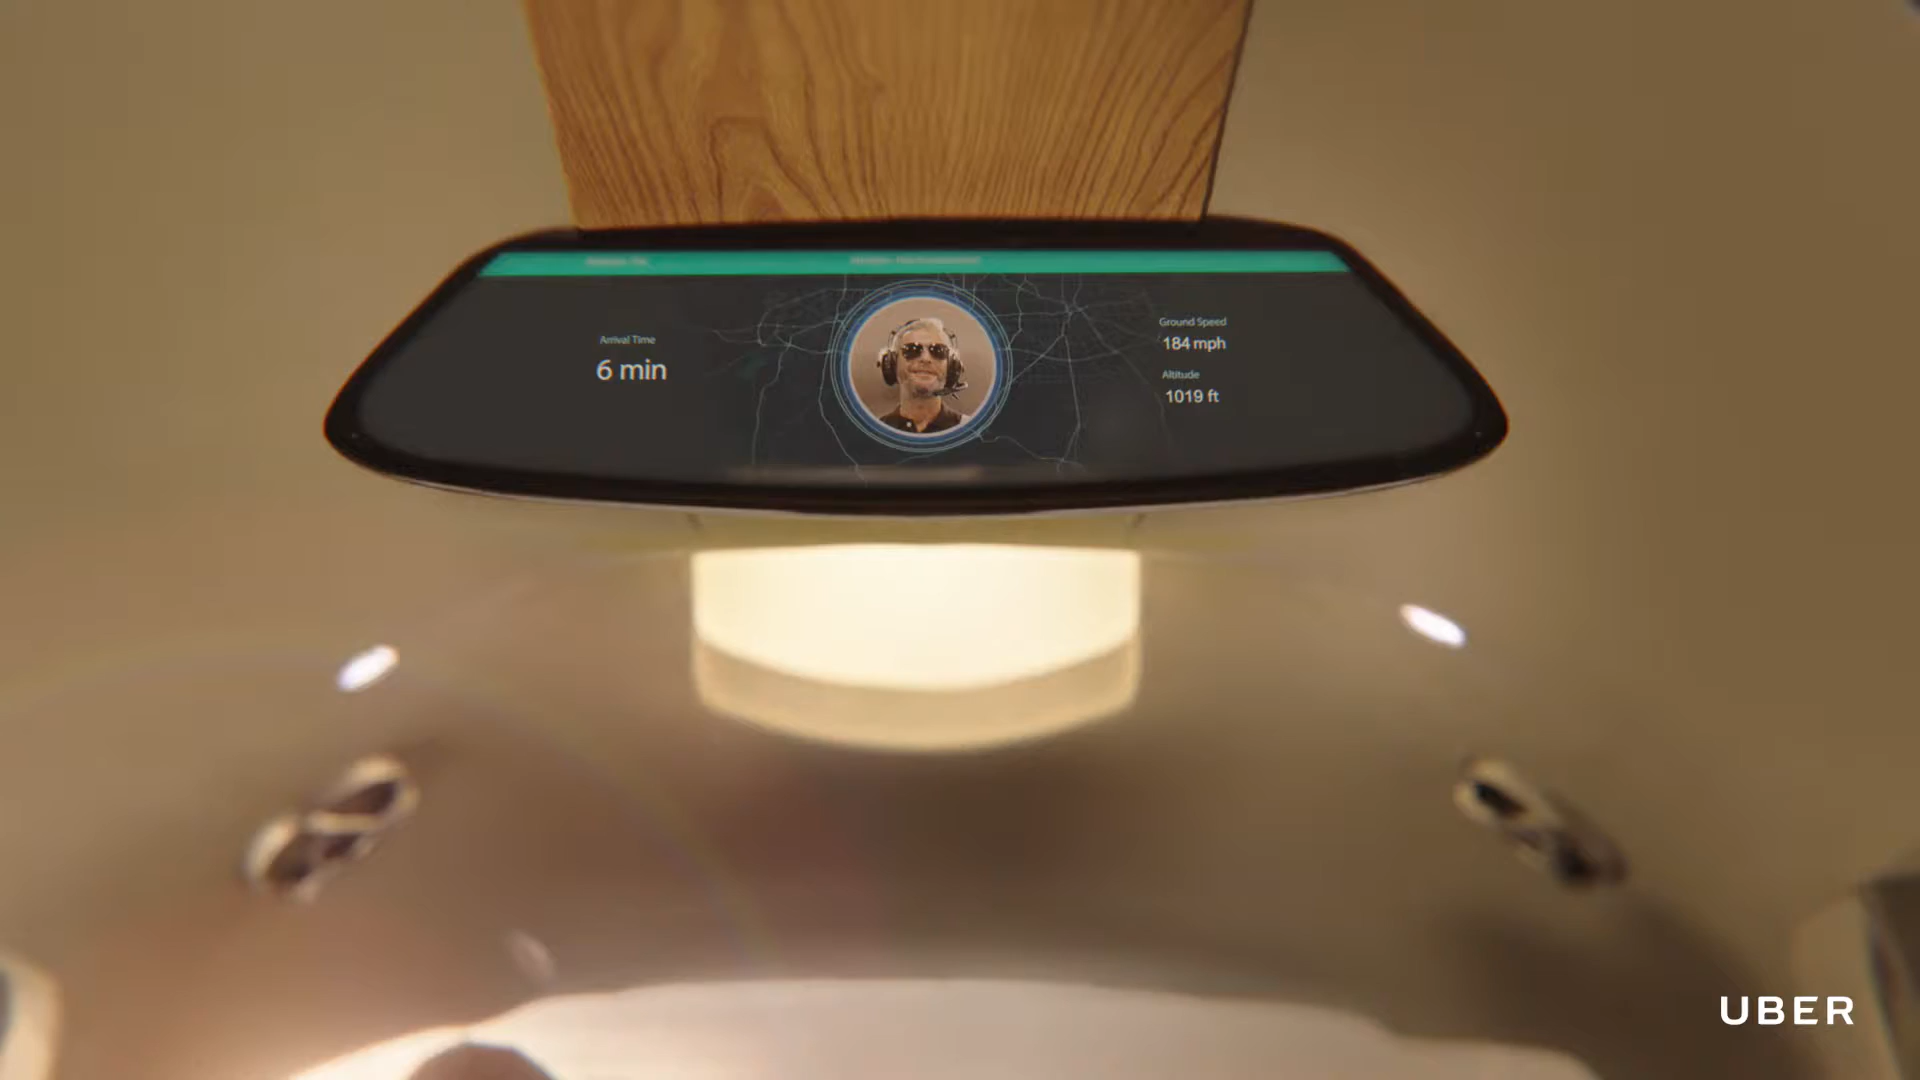 Arrival Time
6 min
Ground Speed
184 mph
Altitude
1019 ft
UBER